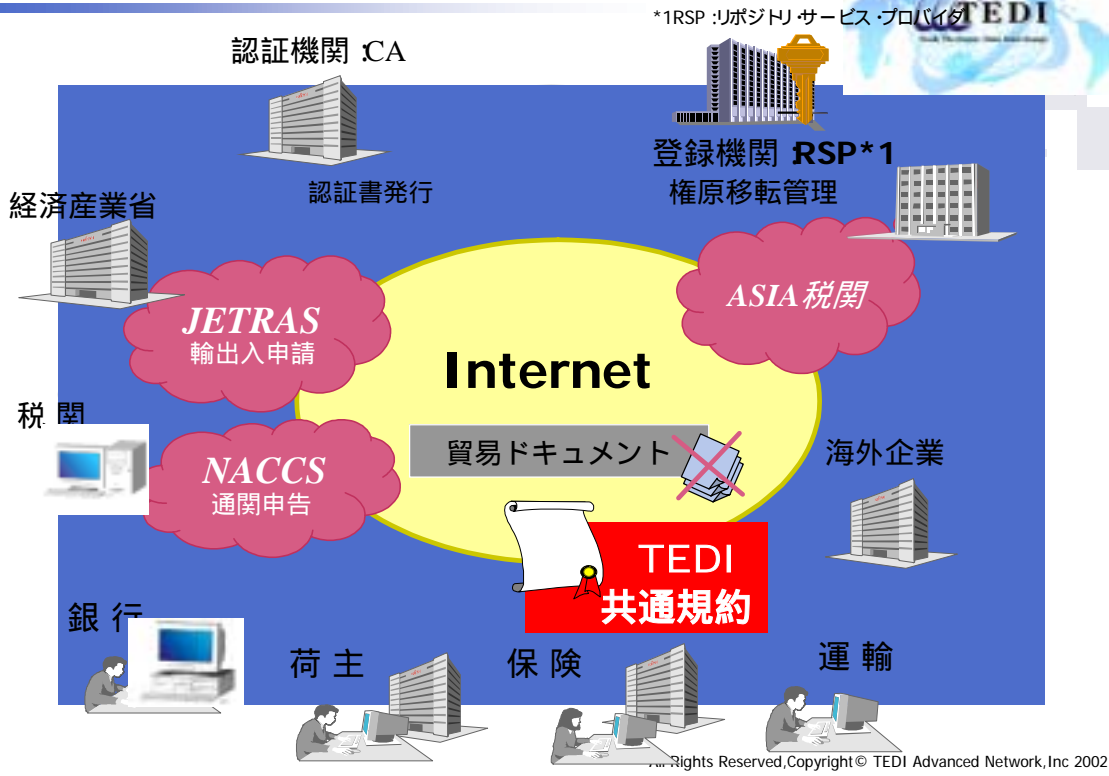 *1RSP :リポジトリ・サービス・プロバイダ
TEDI
認証機関:CA
登録機関:RSP*1
権原移転管理
認証書発行
経済産業省
ASIA税関
JETRAS
輸出入申請
Internet
税 関
貿易ドキュメント
海外企業
NACCS
通関申告
TEDI
共通規約
銀 行
荷 主
保 険
運 輸
All Rights Reserved,Copyright© TEDI Advanced Network,Inc 2002